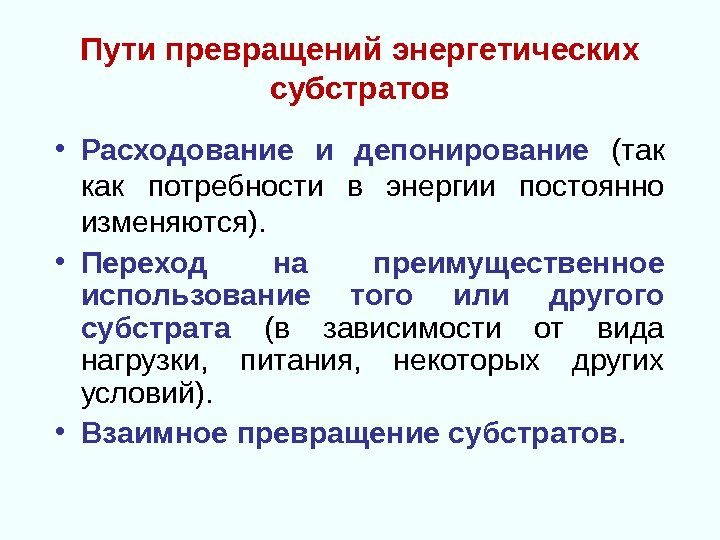 Пути превращений энергетических
субстратов
• Расходование и депонирование (так
как потребности в энергии постоянно
изменяются).
• Переход на преимущественное
использование того или другого
субстрата (в зависимости от вида
нагрузки, питания, некоторых других
условий).
• Взаимное превращение субстратов.